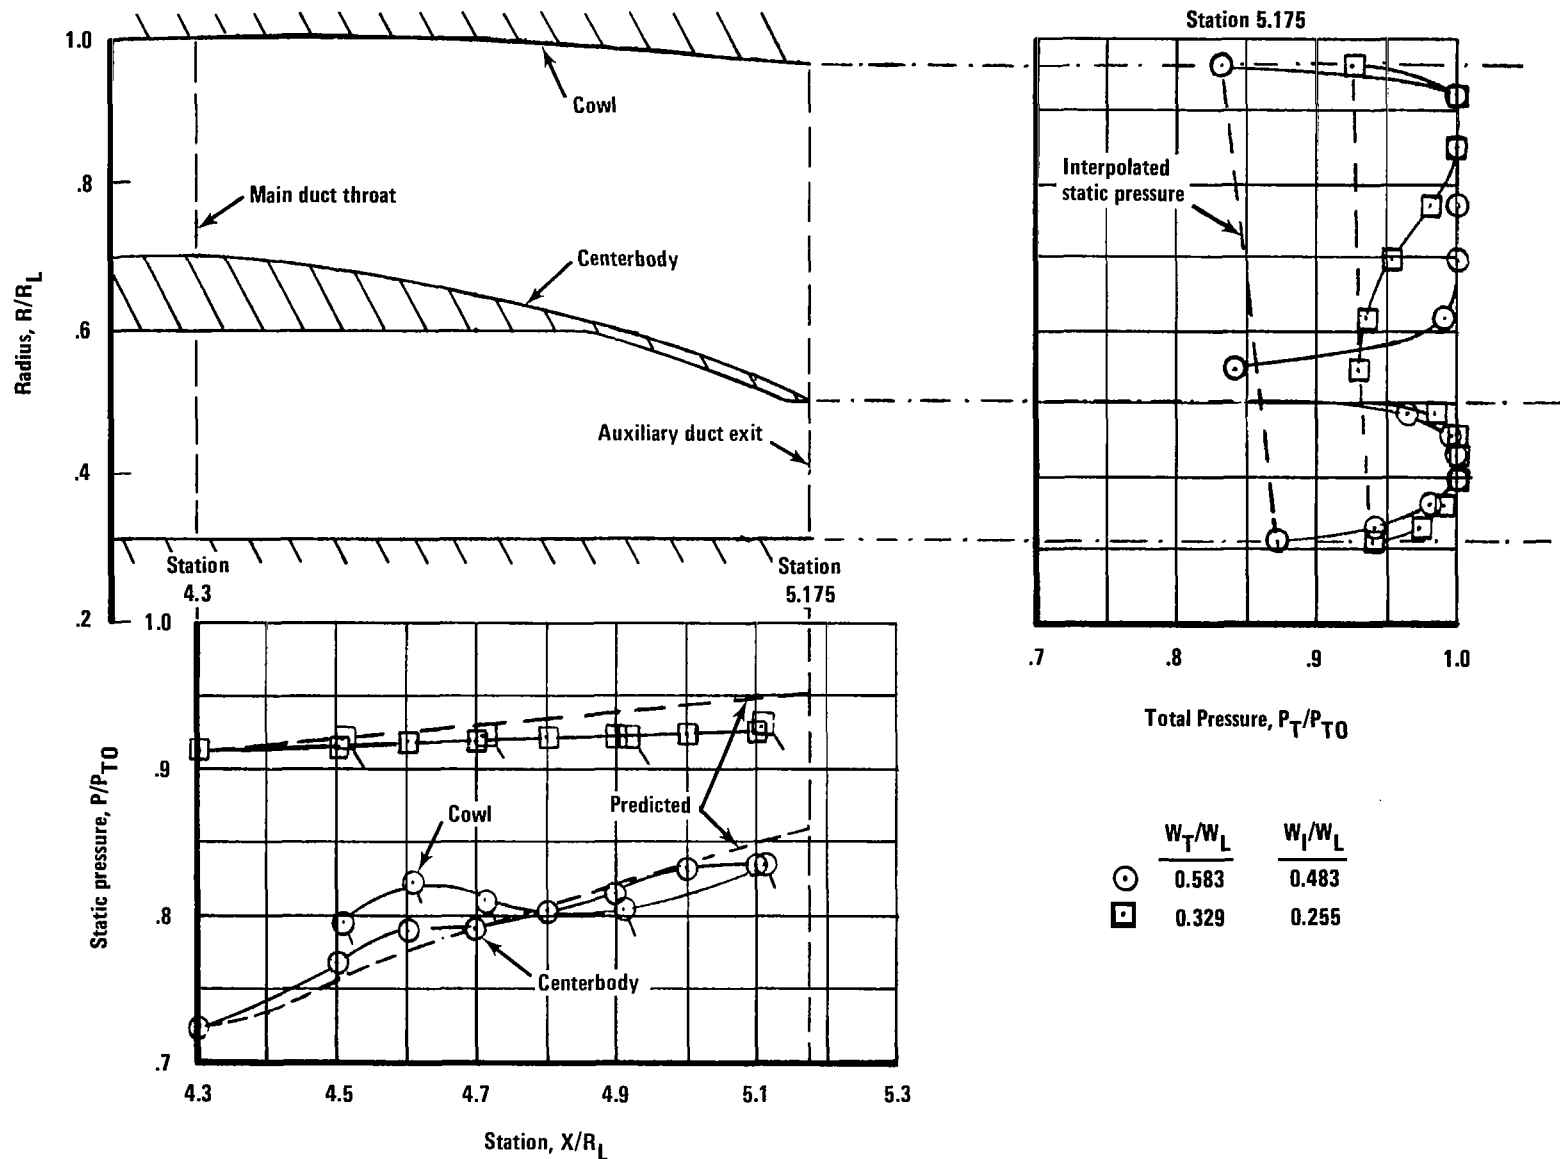 Station 5.175
1.0
.8
.6
.4
.2
Radius, R/R_L
Cowl
Main duct throat
Centerbody
Auxiliary duct exit
Station
4.3
Station
5.175
Interpolated
static pressure
.7 .8 .9 1.0
Total Pressure, P_T/P_T0
1.0
.9
.8
.7
Static pressure, P/P_T0
Cowl
Predicted
Centerbody
4.3 4.5 4.7 4.9 5.1 5.3
Station, X/R_L
W_T/W_L W_I/W_L
0.583 0.483
0.329 0.255